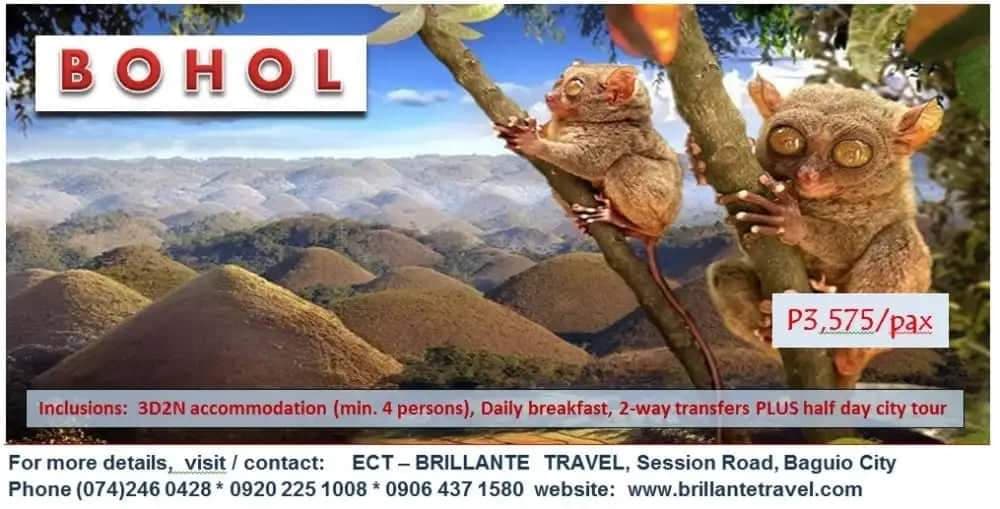 BOHOL
P3,575/pax
Inclusions: 3D2N accommodation (min. 4 persons), Daily breakfast, 2-way transfers PLUS half day city tour
For more details, visit / contact: ECT – BRILLANTE TRAVEL, Session Road, Baguio City
Phone (074)246 0428 * 0920 225 1008 * 0906 437 1580 website: www.brillantetravel.com